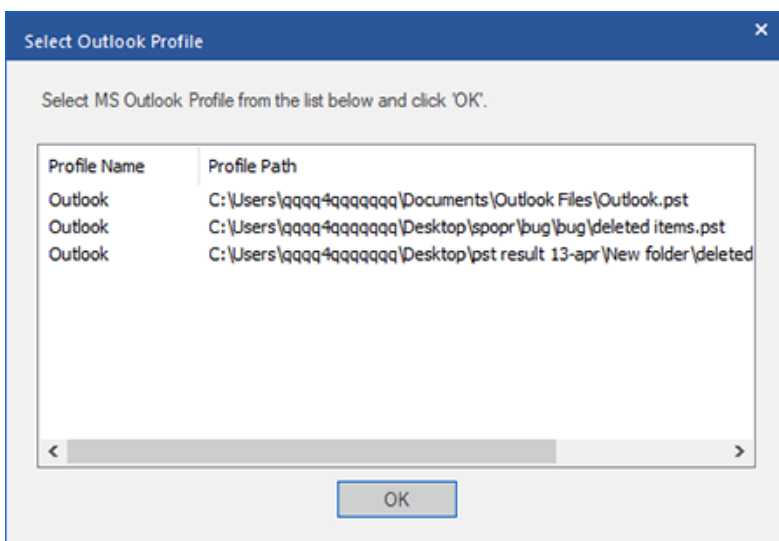 Select Outlook Profile
Select MS Outlook Profile from the list below and click 'OK'.
Profile Name Profile Path
Outlook C:\Users\qqqq4qqqqqqq\Documents\Outlook Files\Outlook.pst
Outlook C:\Users\qqqq4qqqqqqq\Desktop\spopr\bug\bug\deleted items.pst
Outlook C:\Users\qqqq4qqqqqqq\Desktop\pst result 13-apr\New folder\deleted
OK